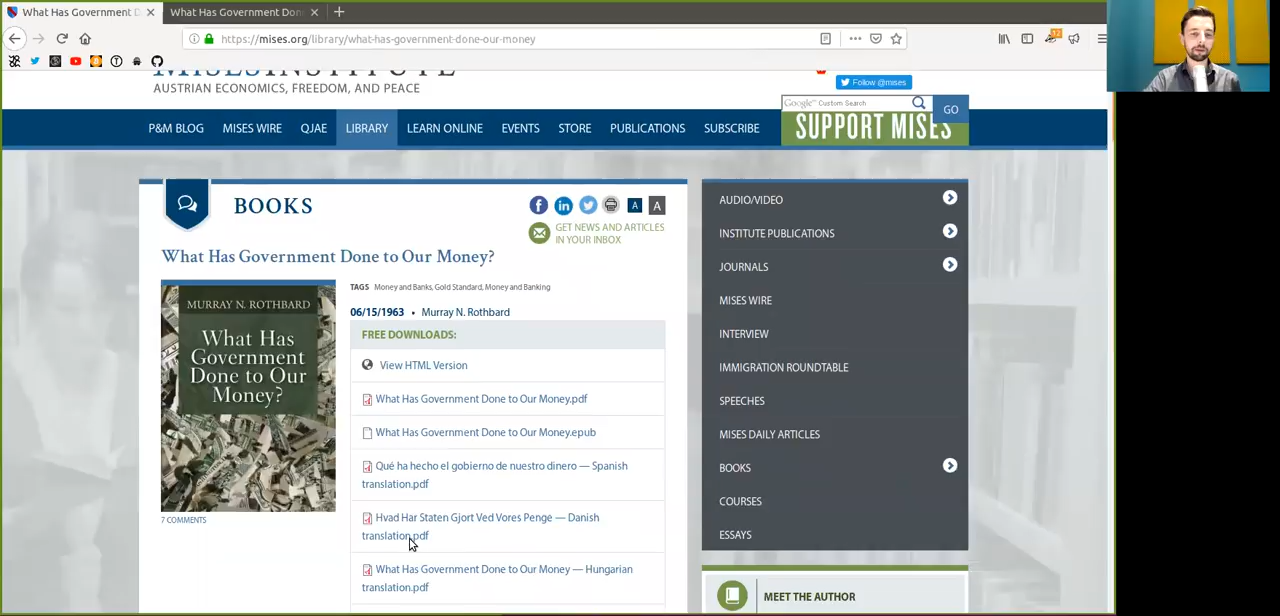 What Has Government D
What Has Government Don
https://mises.org/library/what-has-government-done-our-money
12
AUSTRIAN ECONOMICS, FREEDOM, AND PEACE
Follow @mises
Google Custom Search
GO
P&M BLOG MISES WIRE QJAE LIBRARY LEARN ONLINE EVENTS STORE PUBLICATIONS SUBSCRIBE
SUPPORT MISES
BOOKS
A A
GET NEWS AND ARTICLES
IN YOUR INBOX
What Has Government Done to Our Money?
MURRAY N. ROTHBARD
What Has
Government
Done to Our
Money?
7 COMMENTS
TAGS Money and Banks, Gold Standard, Money and Banking
06/15/1963 • Murray N. Rothbard
FREE DOWNLOADS:
View HTML Version
What Has Government Done to Our Money.pdf
What Has Government Done to Our Money.epub
Qué ha hecho el gobierno de nuestro dinero — Spanish
translation.pdf
Hvad Har Staten Gjort Ved Vores Penge — Danish
translation.pdf
What Has Government Done to Our Money — Hungarian
translation.pdf
AUDIO/VIDEO
INSTITUTE PUBLICATIONS
JOURNALS
MISES WIRE
INTERVIEW
IMMIGRATION ROUNDTABLE
SPEECHES
MISES DAILY ARTICLES
BOOKS
COURSES
ESSAYS
MEET THE AUTHOR